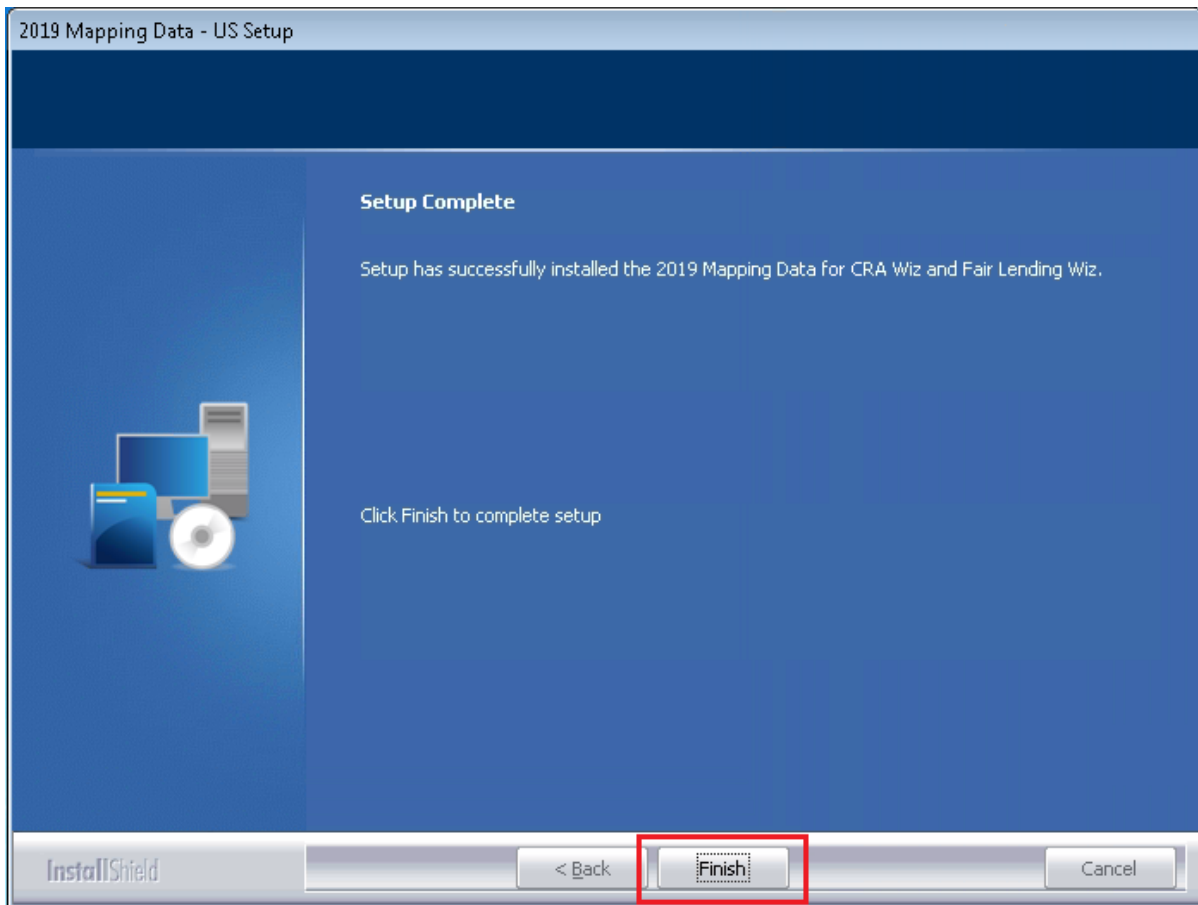 2019 Mapping Data - US Setup
Setup Complete
Setup has successfully installed the 2019 Mapping Data for CRA Wiz and Fair Lending Wiz.
Click Finish to complete setup
InstallShield
< Back
Finish
Cancel